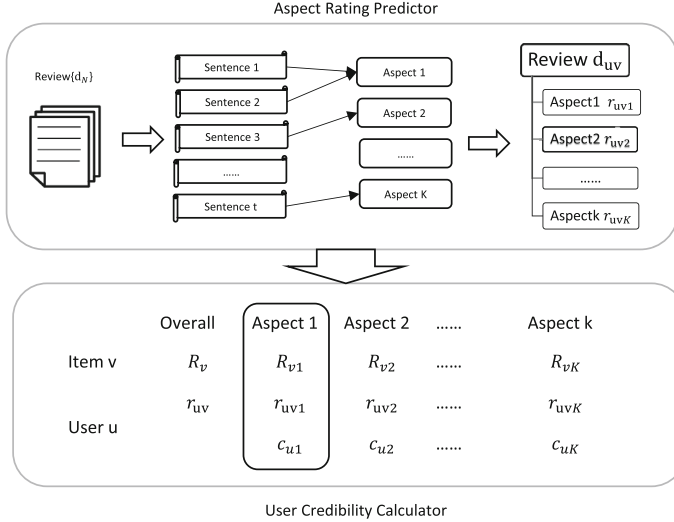 Aspect Rating Predictor
Review{d_N}
Sentence 1
Sentence 2
Sentence 3
......
Sentence t
Aspect 1
Aspect 2
......
Aspect K
Review d_uv
Aspect1 r_uv1
Aspect2 r_uv2
......
Aspectk r_uvK
Overall Aspect 1 Aspect 2 ...... Aspect k
Item v R_v R_v1 R_v2 ...... R_vK
r_uv r_uv1 r_uv2 ...... r_uvK
User u
c_u1 c_u2 ...... c_uK
User Credibility Calculator